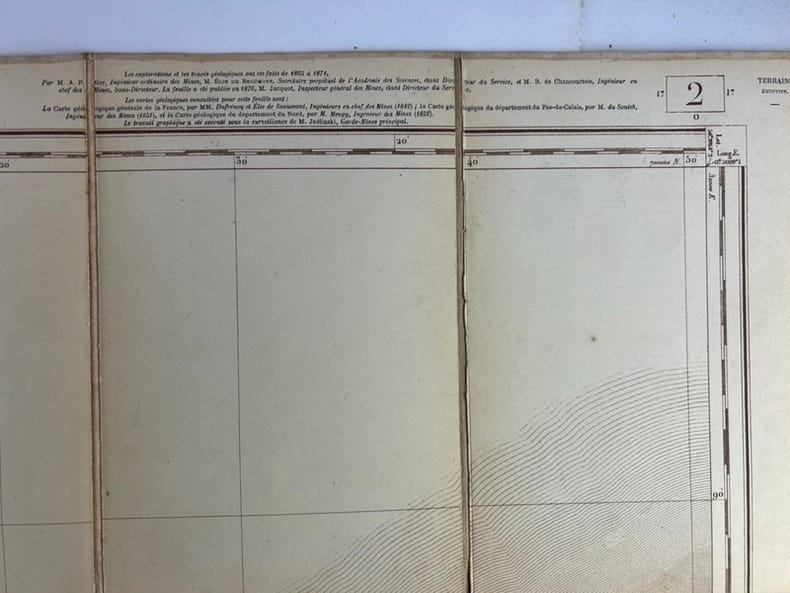 Les explorations et les tracés géologiques ont été faits de 1863 à 1874,
Par M. A. P tier, Ingénieur ordinaire des Mines, M. ÉLIE DE BEAUMONT, Secrétaire perpétuel de l'Académie des Sciences, étant Direc teur du Service, et M. B. de Chancourtois, Ingénieur en
chef des Mines, Sous-Directeur. La feuille a été publiée en 1876, M. Jacquot, Inspecteur général des Mines, étant Directeur du Service.
Les cartes géologiques consultées pour cette feuille sont :
La Carte géologique générale de la France, par MM. Dufrénoy et Élie de Beaumont, Ingénieurs en chef des Mines (1842) ; la Carte géologique du département du Pas-de-Calais, par M. du Souich,
Ingénieur des Mines (1851), et la Carte géologique du département du Nord, par M. Meugy, Ingénieur des Mines (1852).
Le travail graphique a été exécuté sous la surveillance de M. Jedlinski, Garde-Mines principal.
17 2 17
0
TERRAINS
ÉRUPTIFS.
20'
30
40
50
Lat.
Long. E.
90